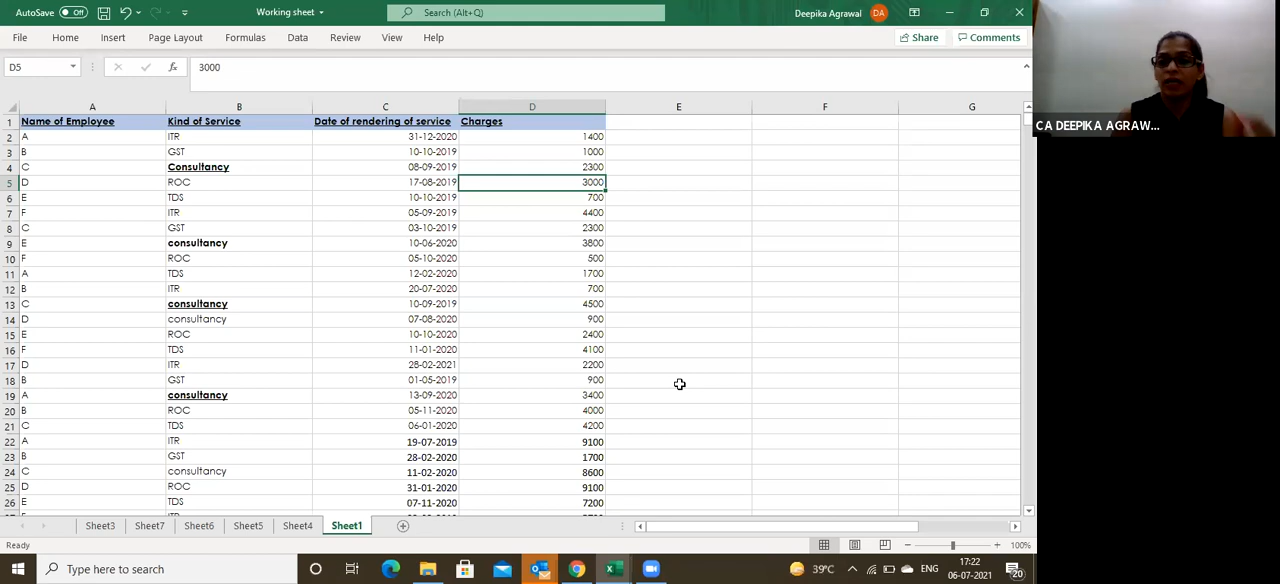 AutoSave Off Working sheet Search (Alt+Q) Deepika Agrawal DA
File Home Insert Page Layout Formulas Data Review View Help Share Comments
D5 fx 3000
A B C D E F G
1 Name of Employee Kind of Service Date of rendering of service Charges
2 A ITR 31-12-2020 1400
3 B GST 10-10-2019 1000
4 C Consultancy 08-09-2019 2300
5 D ROC 17-08-2019 3000
6 E TDS 10-10-2019 700
7 F ITR 05-09-2019 4400
8 C GST 03-10-2019 2300
9 E consultancy 10-06-2020 3800
10 F ROC 05-10-2020 500
11 A TDS 12-02-2020 1700
12 B ITR 20-07-2020 700
13 C consultancy 10-09-2019 4500
14 D consultancy 07-08-2020 900
15 E ROC 10-10-2020 2400
16 F TDS 11-01-2020 4100
17 D ITR 28-02-2021 2200
18 B GST 01-05-2019 900
19 A consultancy 13-09-2020 3400
20 B ROC 05-11-2020 4000
21 C TDS 06-01-2020 4200
22 A ITR 19-07-2019 9100
23 B GST 28-02-2020 1700
24 C consultancy 11-02-2020 8600
25 D ROC 31-01-2020 9100
26 E TDS 07-11-2020 7200
Sheet3 Sheet7 Sheet6 Sheet5 Sheet4 Sheet1
Ready 100%
Type here to search 39°C ENG 17:22
06-07-2021 20
CA DEEPIKA AGRAW...